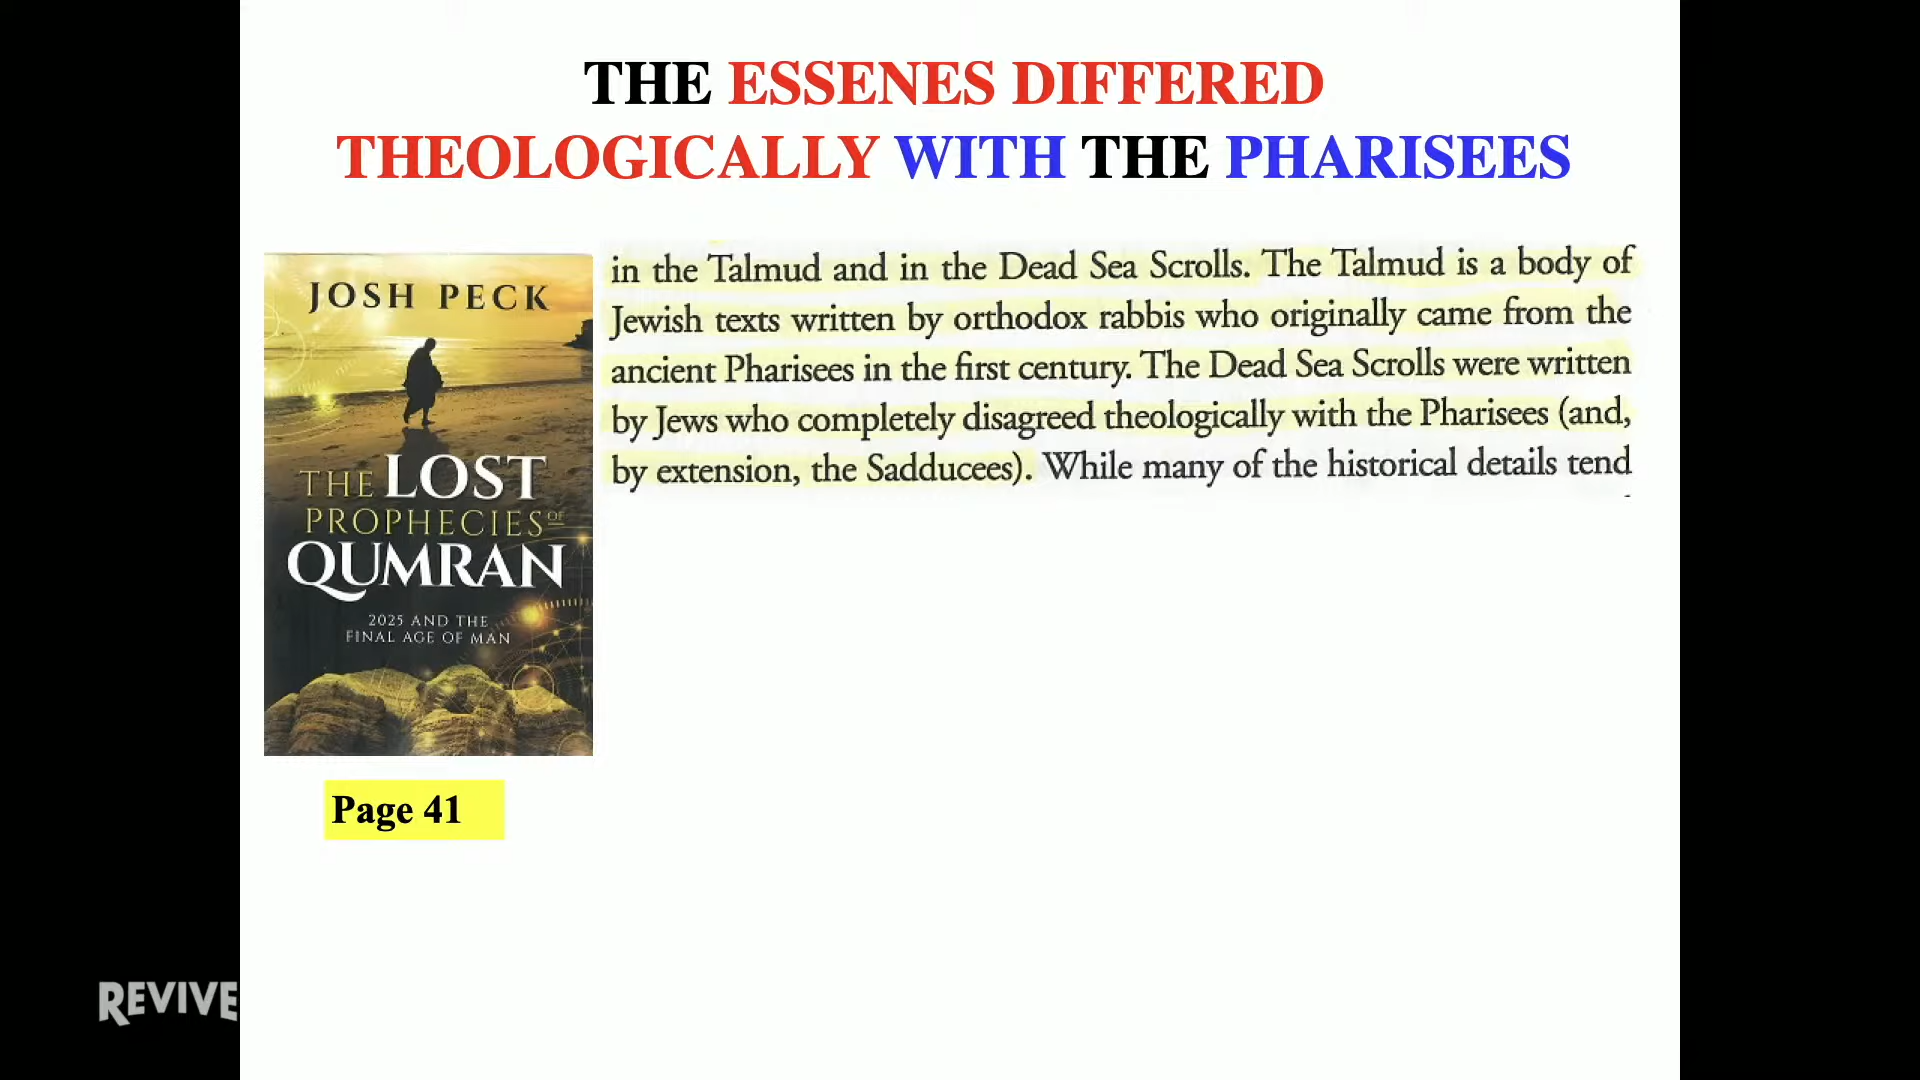 THE ESSENES DIFFERED
THEOLOGICALLY WITH THE PHARISEES
in the Talmud and in the Dead Sea Scrolls. The Talmud is a body of
Jewish texts written by orthodox rabbis who originally came from the
ancient Pharisees in the first century. The Dead Sea Scrolls were written
by Jews who completely disagreed theologically with the Pharisees (and,
by extension, the Sadducees). While many of the historical details tend
JOSH PECK
THE LOST
PROPHECIES OF
QUMRAN
2025 AND THE
FINAL AGE OF MAN
Page 41
REVIVE